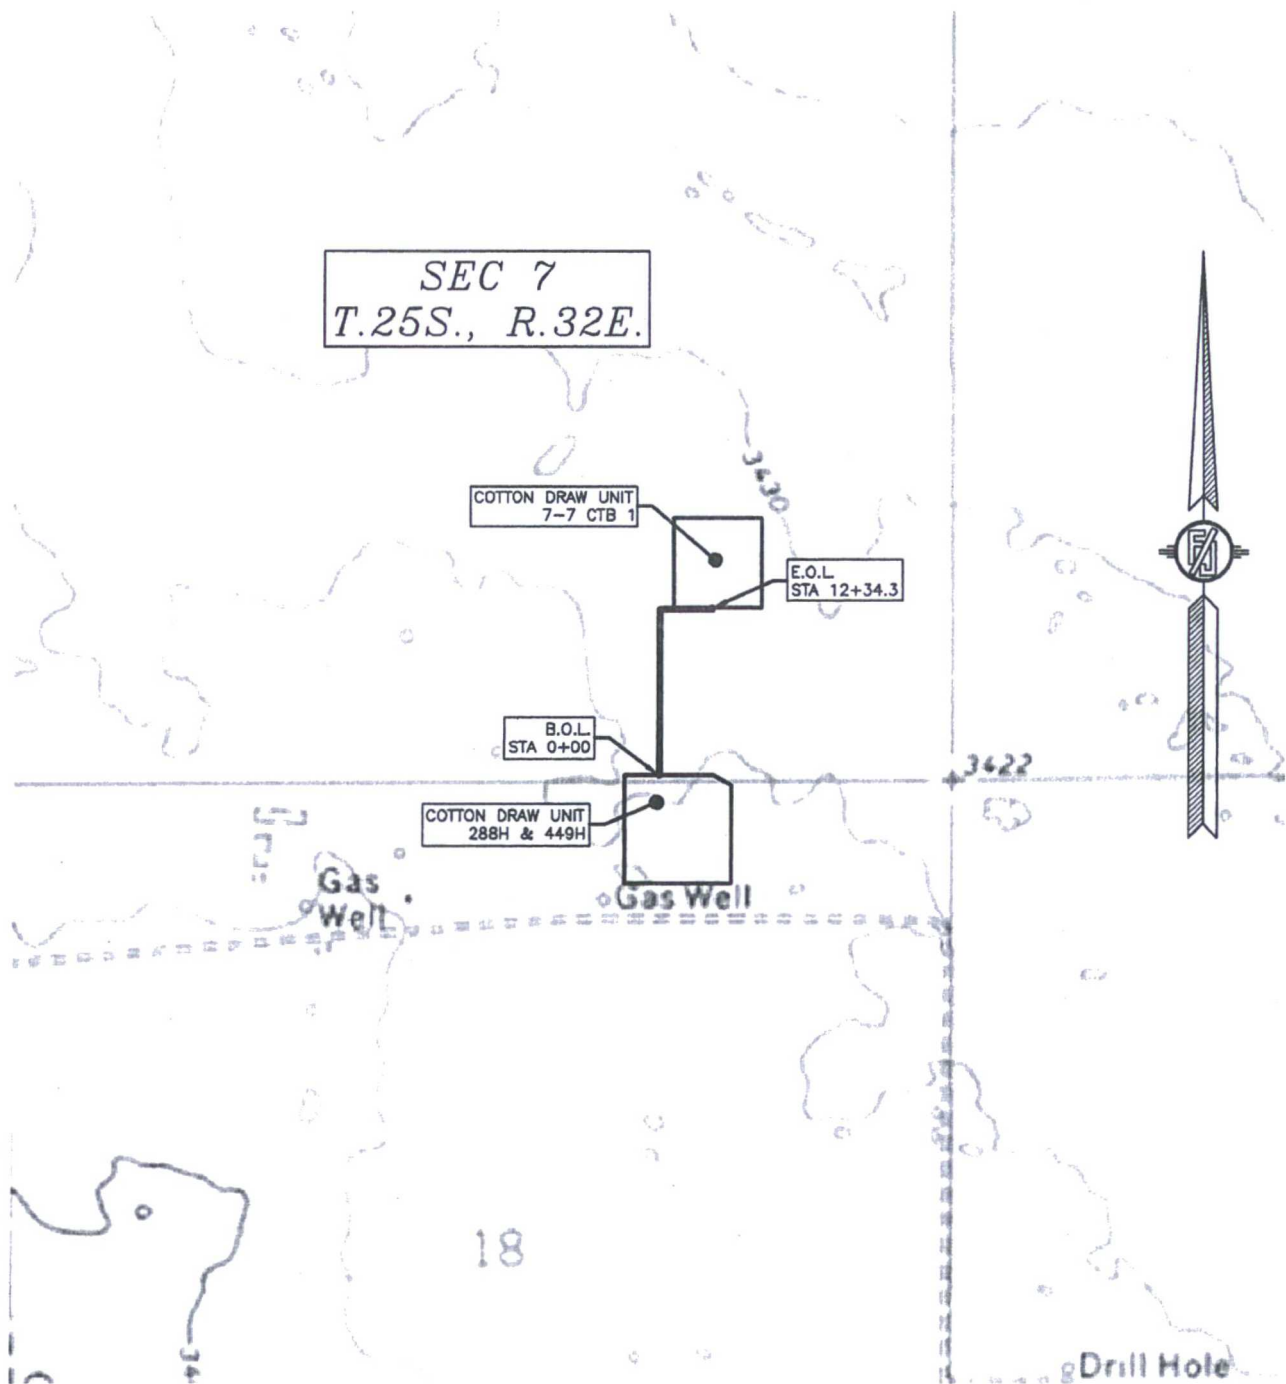 SEC 7
T.25S., R.32E.
3430
COTTON DRAW UNIT
7-7 CTB 1
E.O.L.
STA 12+34.3
B.O.L.
STA 0+00
3422
COTTON DRAW UNIT
288H & 449H
Gas
Well
Gas Well
18
Drill Hole